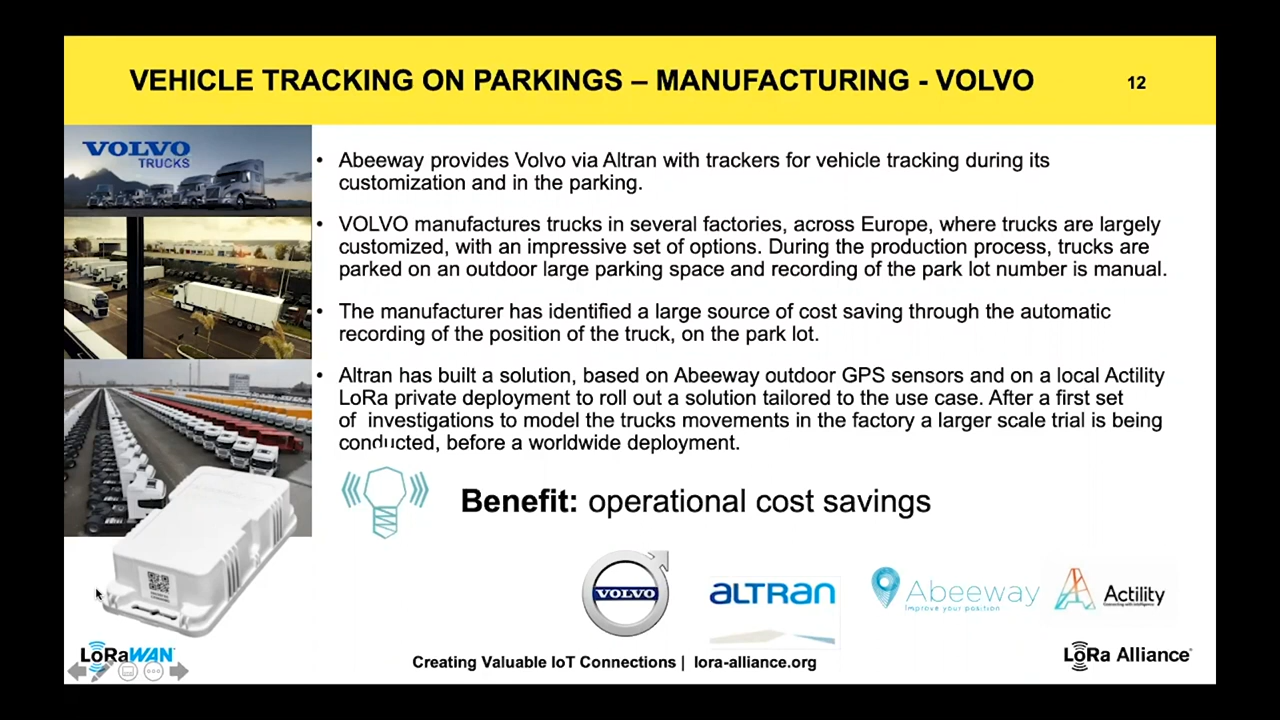 VEHICLE TRACKING ON PARKINGS – MANUFACTURING - VOLVO
12
VOLVO
TRUCKS
• Abeeway provides Volvo via Altran with trackers for vehicle tracking during its
customization and in the parking.
• VOLVO manufactures trucks in several factories, across Europe, where trucks are largely
customized, with an impressive set of options. During the production process, trucks are
parked on an outdoor large parking space and recording of the park lot number is manual.
• The manufacturer has identified a large source of cost saving through the automatic
recording of the position of the truck, on the park lot.
• Altran has built a solution, based on Abeeway outdoor GPS sensors and on a local Actility
LoRa private deployment to roll out a solution tailored to the use case. After a first set
of investigations to model the trucks movements in the factory a larger scale trial is being
conducted, before a worldwide deployment.
Benefit: operational cost savings
VOLVO
ALTRAN
Abeeway
Improve your position
Actility
Connecting with Intelligence
LoRaWAN
Creating Valuable IoT Connections | lora-alliance.org
LoRa Alliance®